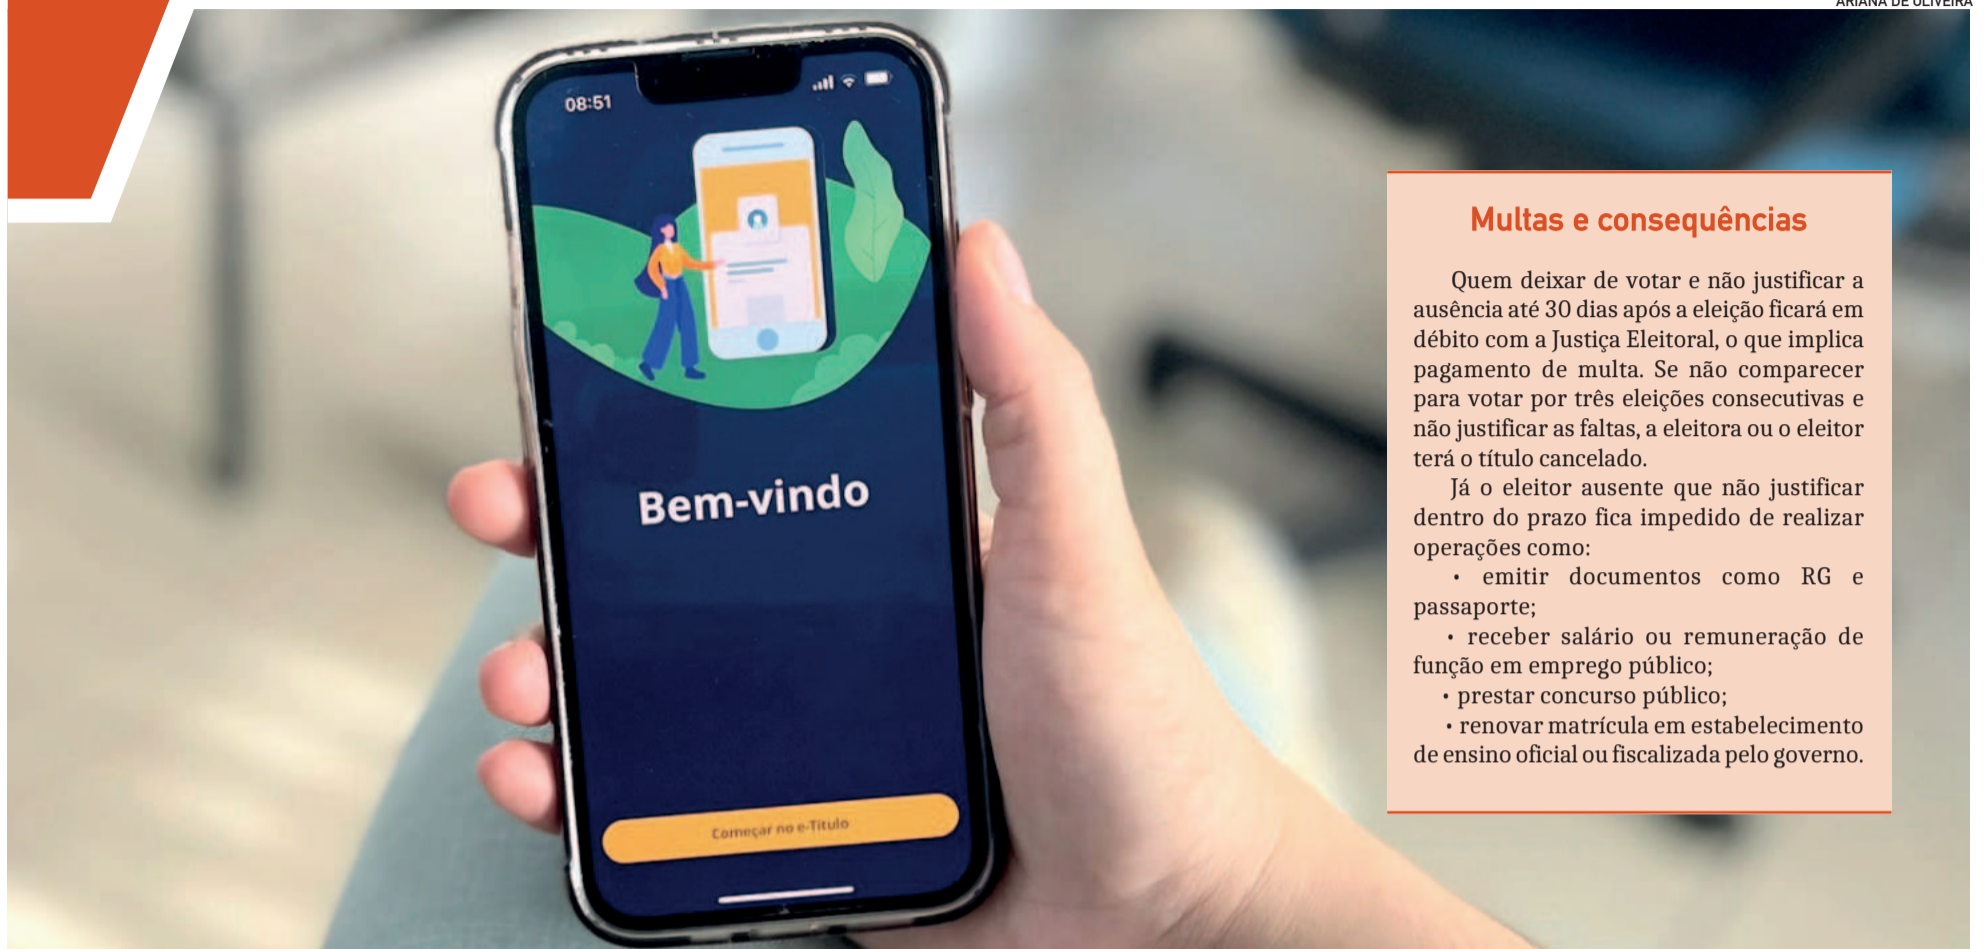 ARIANA DE OLIVEIRA
08:51
Bem-vindo
Começar no e-Título
Multas e consequências
Quem deixar de votar e não justificar a
ausência até 30 dias após a eleição ficará em
débito com a Justiça Eleitoral, o que implica
pagamento de multa. Se não comparecer
para votar por três eleições consecutivas e
não justificar as faltas, a eleitora ou o eleitor
terá o título cancelado.
Já o eleitor ausente que não justificar
dentro do prazo fica impedido de realizar
operações como:
• emitir documentos como RG e
passaporte;
• receber salário ou remuneração de
função em emprego público;
• prestar concurso público;
• renovar matrícula em estabelecimento
de ensino oficial ou fiscalizada pelo governo.